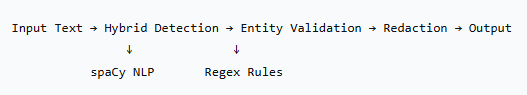 Input Text → Hybrid Detection → Entity Validation → Redaction → Output
↓ ↓
spaCy NLP Regex Rules